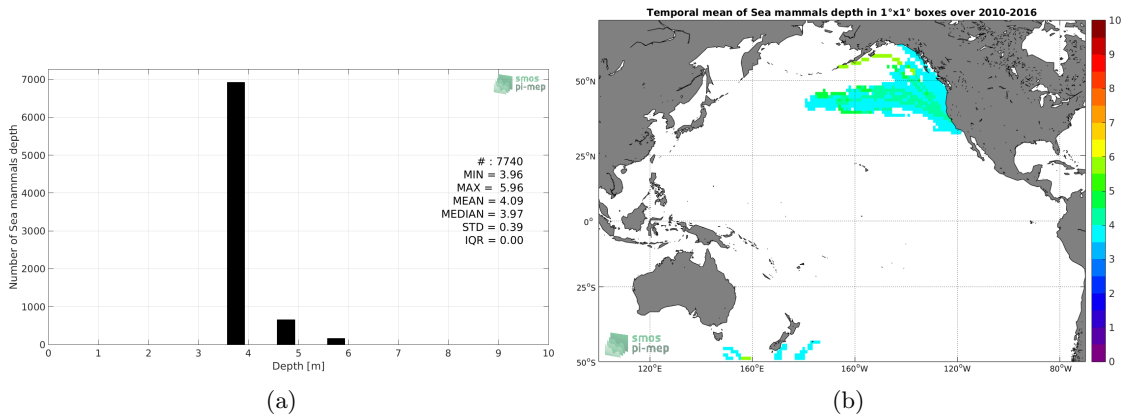 smos
pi-mep
7000
6000
5000
4000
3000
2000
1000
0
Number of Sea mammals depth
# : 7740
MIN = 3.96
MAX = 5.96
MEAN = 4.09
MEDIAN = 3.97
STD = 0.39
IQR = 0.00
0 1 2 3 4 5 6 7 8 9 10
Depth [m]
(a)
Temporal mean of Sea mammals depth in 1°x1° boxes over 2010-2016
50°N
25°N
0°
25°S
50°S
120°E 160°E 160°W 120°W 80°W
smos
pi-mep
10
9
8
7
6
5
4
3
2
1
0
(b)